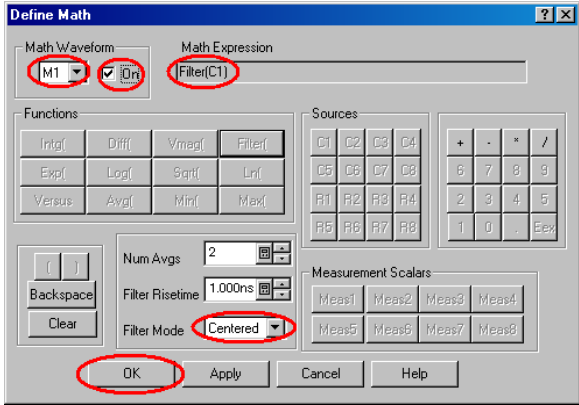 Define Math
Math Waveform
Math Expression
M1
On
Filter(C1)
Functions
Intg( Diff( Vmag( Filter(
Exp( Log( Sqrt( Ln(
Versus Avg( Min( Max(
Sources
C1 C2 C3 C4
C5 C6 C7 C8
R1 R2 R3 R4
R5 R6 R7 R8
+ - * /
6 7 8 9
2 3 4 5
1 0 . Eex
( )
Backspace
Clear
Num Avgs 2
Filter Risetime 1.000ns
Filter Mode Centered
Measurement Scalars
Meas1 Meas2 Meas3 Meas4
Meas5 Meas6 Meas7 Meas8
OK Apply Cancel Help